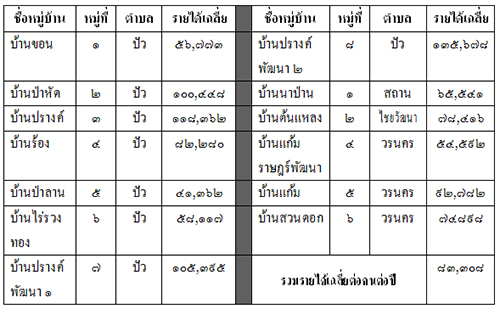 ชื่อหมู่บ้าน หมู่ที่ ตำบล รายได้เฉลี่ย ชื่อหมู่บ้าน หมู่ที่ ตำบล รายได้เฉลี่ย
บ้านขอน ๑ ปัว ๕๖,๗๗๓ บ้านปรางค์ ๘ ปัว ๑๓๕,๖๗๘
พัฒนา ๒
บ้านป่าหัด ๒ ปัว ๑๐๐,๔๔๘ บ้านนาป่าน ๑ สถาน ๖๕,๕๔๑
บ้านปรางค์ ๓ ปัว ๑๑๘,๓๖๒ บ้านต้นแหลง ๒ ไชยวัฒนา ๗๘,๔๑๖
บ้านร้อง ๔ ปัว ๘๒,๒๘๐ บ้านแก้ม ๔ วรนคร ๕๔,๕๙๒
ราษฎร์พัฒนา
บ้านป่าลาน ๕ ปัว ๔๑,๓๖๒ บ้านแก้ม ๕ วรนคร ๙๒,๗๘๒
บ้านไร่รวง ๖ ปัว ๕๘,๑๑๗ บ้านสวนดอก ๖ วรนคร ๗๔๘๙๘
ทอง
บ้านปรางค์ ๗ ปัว ๑๐๕,๓๙๕ รวมรายได้เฉลี่ยต่อคนต่อปี ๘๓,๓๐๘
พัฒนา ๑